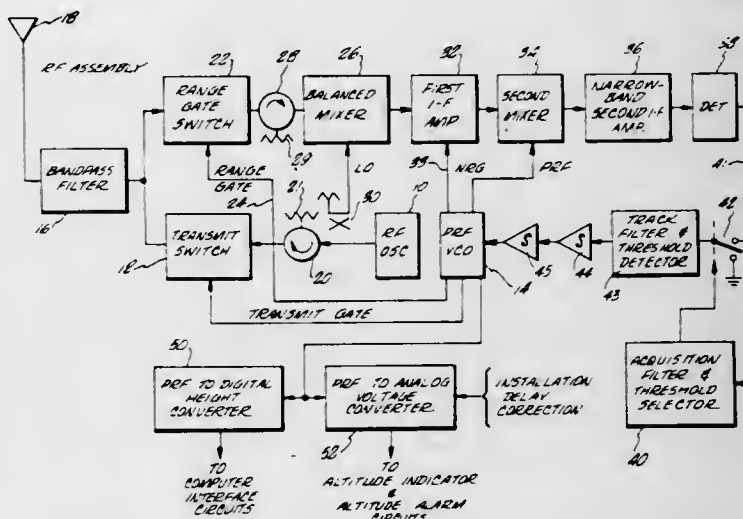 18
RF ASSEMBLY
22
28
26
32
34
36
38
RANGE
GATE
SWITCH
BALANCED
MIXER
FIRST
I-F
AMP
SECOND
MIXER
NARROW-
BAND
SECOND I-F
AMP.
DET
29
LO
39
NRG
PRF
41
BANDPASS
FILTER
16
RANGE
GATE
24
21
30
10
42
TRANSMIT
SWITCH
12
20
RF
OSC
PRF
VCO
14
S
45
S
44
TRACK
FILTER &
THRESHOLD
DETECTOR
43
TRANSMIT GATE
50
PRF TO DIGITAL
HEIGHT
CONVERTER
PRF TO ANALOG
VOLTAGE
CONVERTER
52
INSTALLATION
DELAY
CORRECTION
ACQUISITION
FILTER &
THRESHOLD
SELECTOR
40
TO
COMPUTER
INTERFACE
CIRCUITS
TO
ALTITUDE INDICATOR
&
ALTITUDE ALARM
CIRCUITS